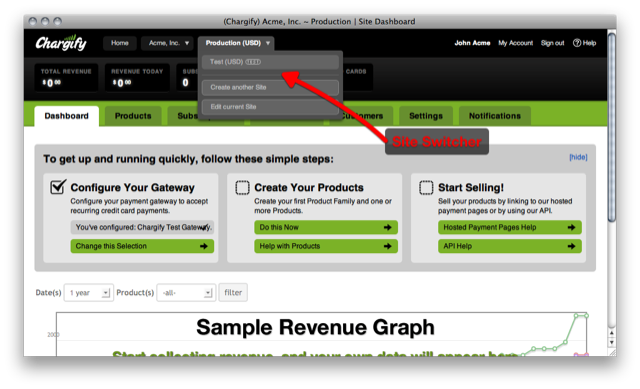 (Chargify) Acme, Inc. ~ Production | Site Dashboard
Chargify
Home
Acme, Inc. ▼
Production (USD) ▼
John Acme
My Account
Sign out
Help
Test (USD) TEST
Create another Site
Edit current Site
TOTAL REVENUE
$0.00
REVENUE TODAY
$0.00
0
CARDS
Dashboard
Products
Settings
Notifications
Site Switcher
To get up and running quickly, follow these simple steps:
[hide]
Configure Your Gateway
Configure your payment gateway to accept
recurring credit card payments.
You've configured: Chargify Test Gateway.
Change this Selection
Create Your Products
Create your first Product Family and one or
more Products.
Do this Now
Help with Products
Start Selling!
Sell your products by linking to our hosted
payment pages or by using our API.
Hosted Payment Pages Help
API Help
Date(s) 1 year Product(s) -all- filter
Sample Revenue Graph
Start collecting revenue, and your own data will appear here